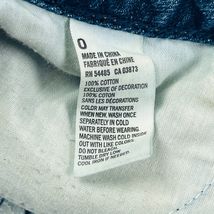 0
MADE IN CHINA
FABRIQUÉ EN CHINE
RN 54485 CA 03873
100% COTTON
EXCLUSIVE OF DECORATION
100% COTTON
SANS LES DÉCORATIONS
COLOR MAY TRANSFER
WHEN NEW. WASH ONCE
SEPARATELY IN COLD
WATER BEFORE WEARING
MACHINE WASH COLD INSIDE
OUT WITH LIKE COLORS.
DO NOT BLEACH.
TUMBLE DRY LOW.
COOL IRON IF NEEDED.